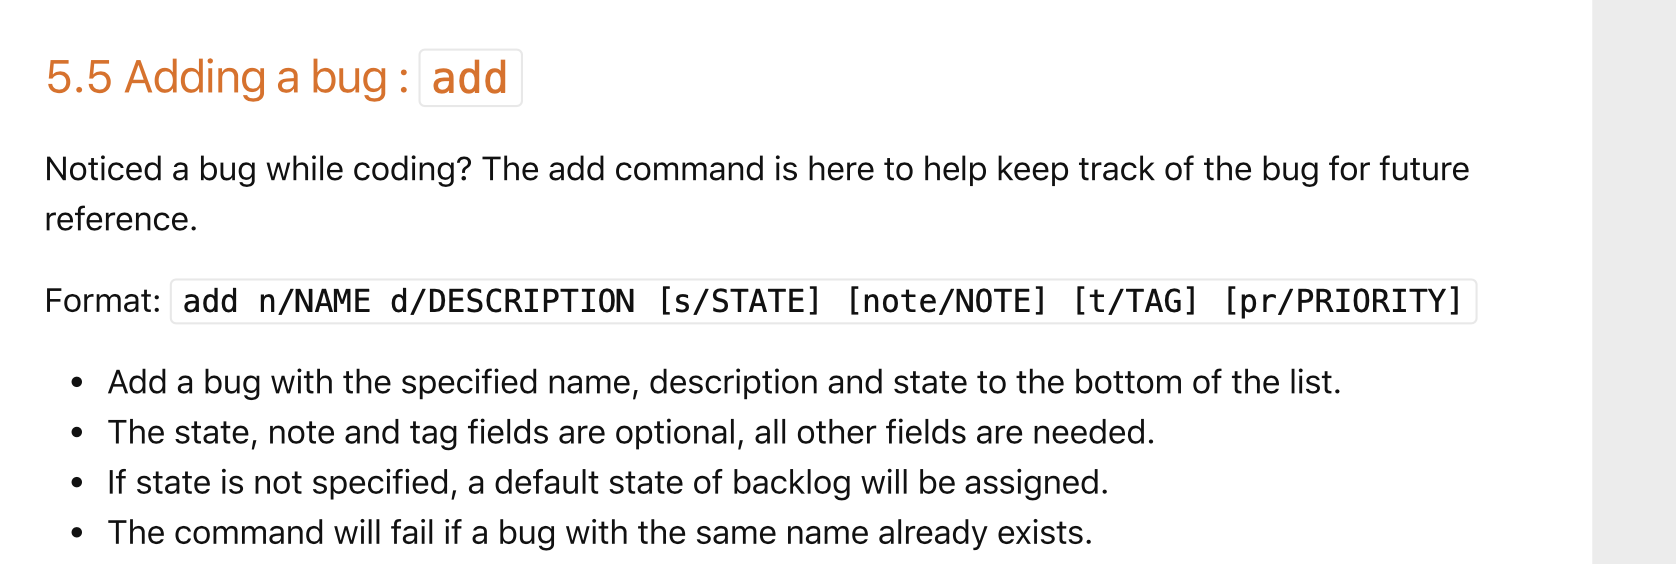 5.5 Adding a bug : add
Noticed a bug while coding? The add command is here to help keep track of the bug for future
reference.
Format: add n/NAME d/DESCRIPTION [s/STATE] [note/NOTE] [t/TAG] [pr/PRIORITY]
• Add a bug with the specified name, description and state to the bottom of the list.
• The state, note and tag fields are optional, all other fields are needed.
• If state is not specified, a default state of backlog will be assigned.
• The command will fail if a bug with the same name already exists.